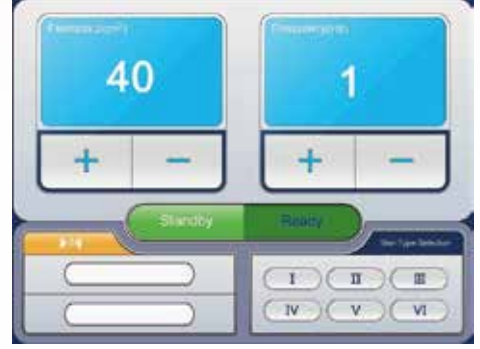 40
1
+ −
+ −
Standby Ready
Skin Type Selection
I II III
IV V VI